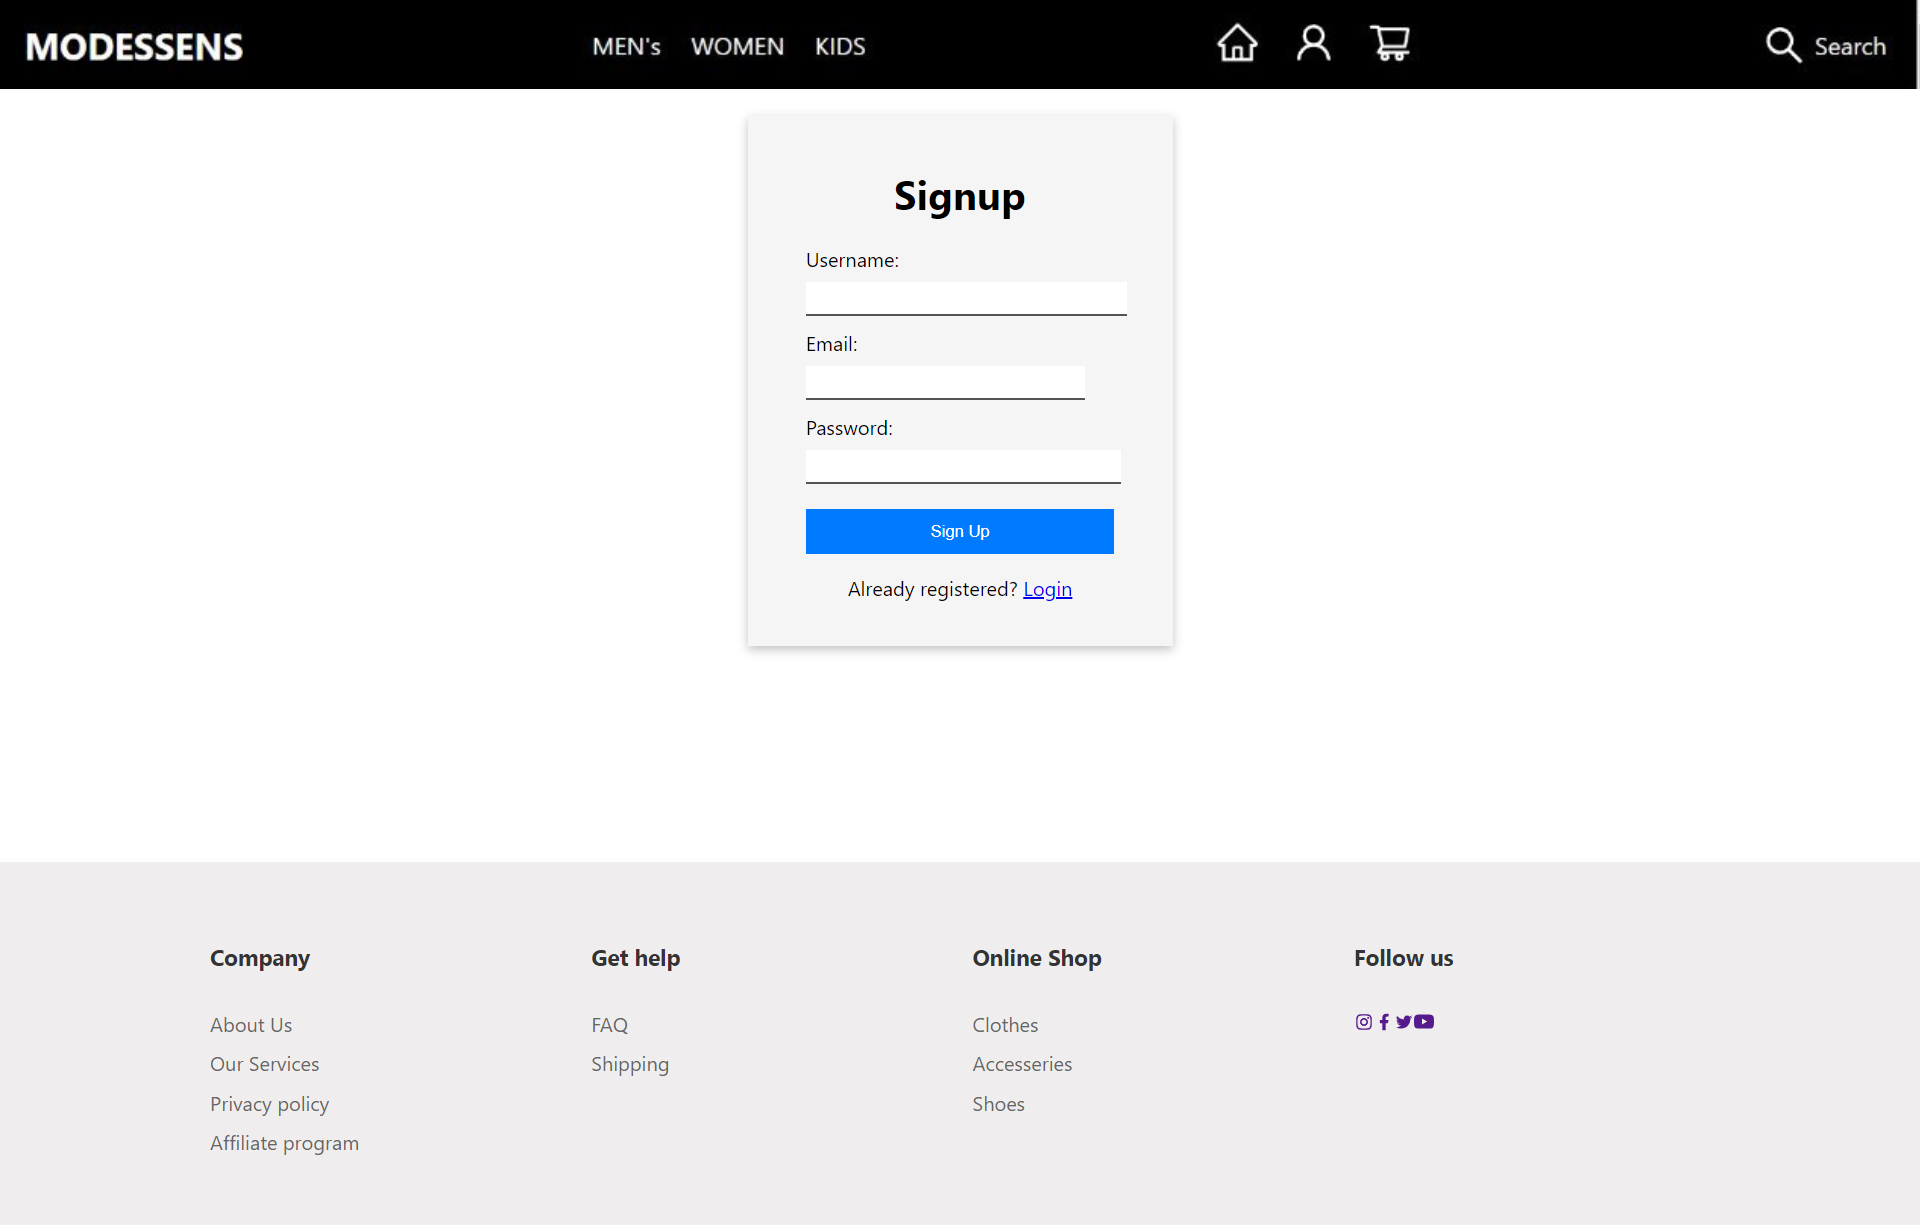 MODESSENS
MEN's WOMEN KIDS
Search
Signup
Username:
Email:
Password:
Sign Up
Already registered? Login
Company
About Us
Our Services
Privacy policy
Affiliate program
Get help
FAQ
Shipping
Online Shop
Clothes
Accesseries
Shoes
Follow us